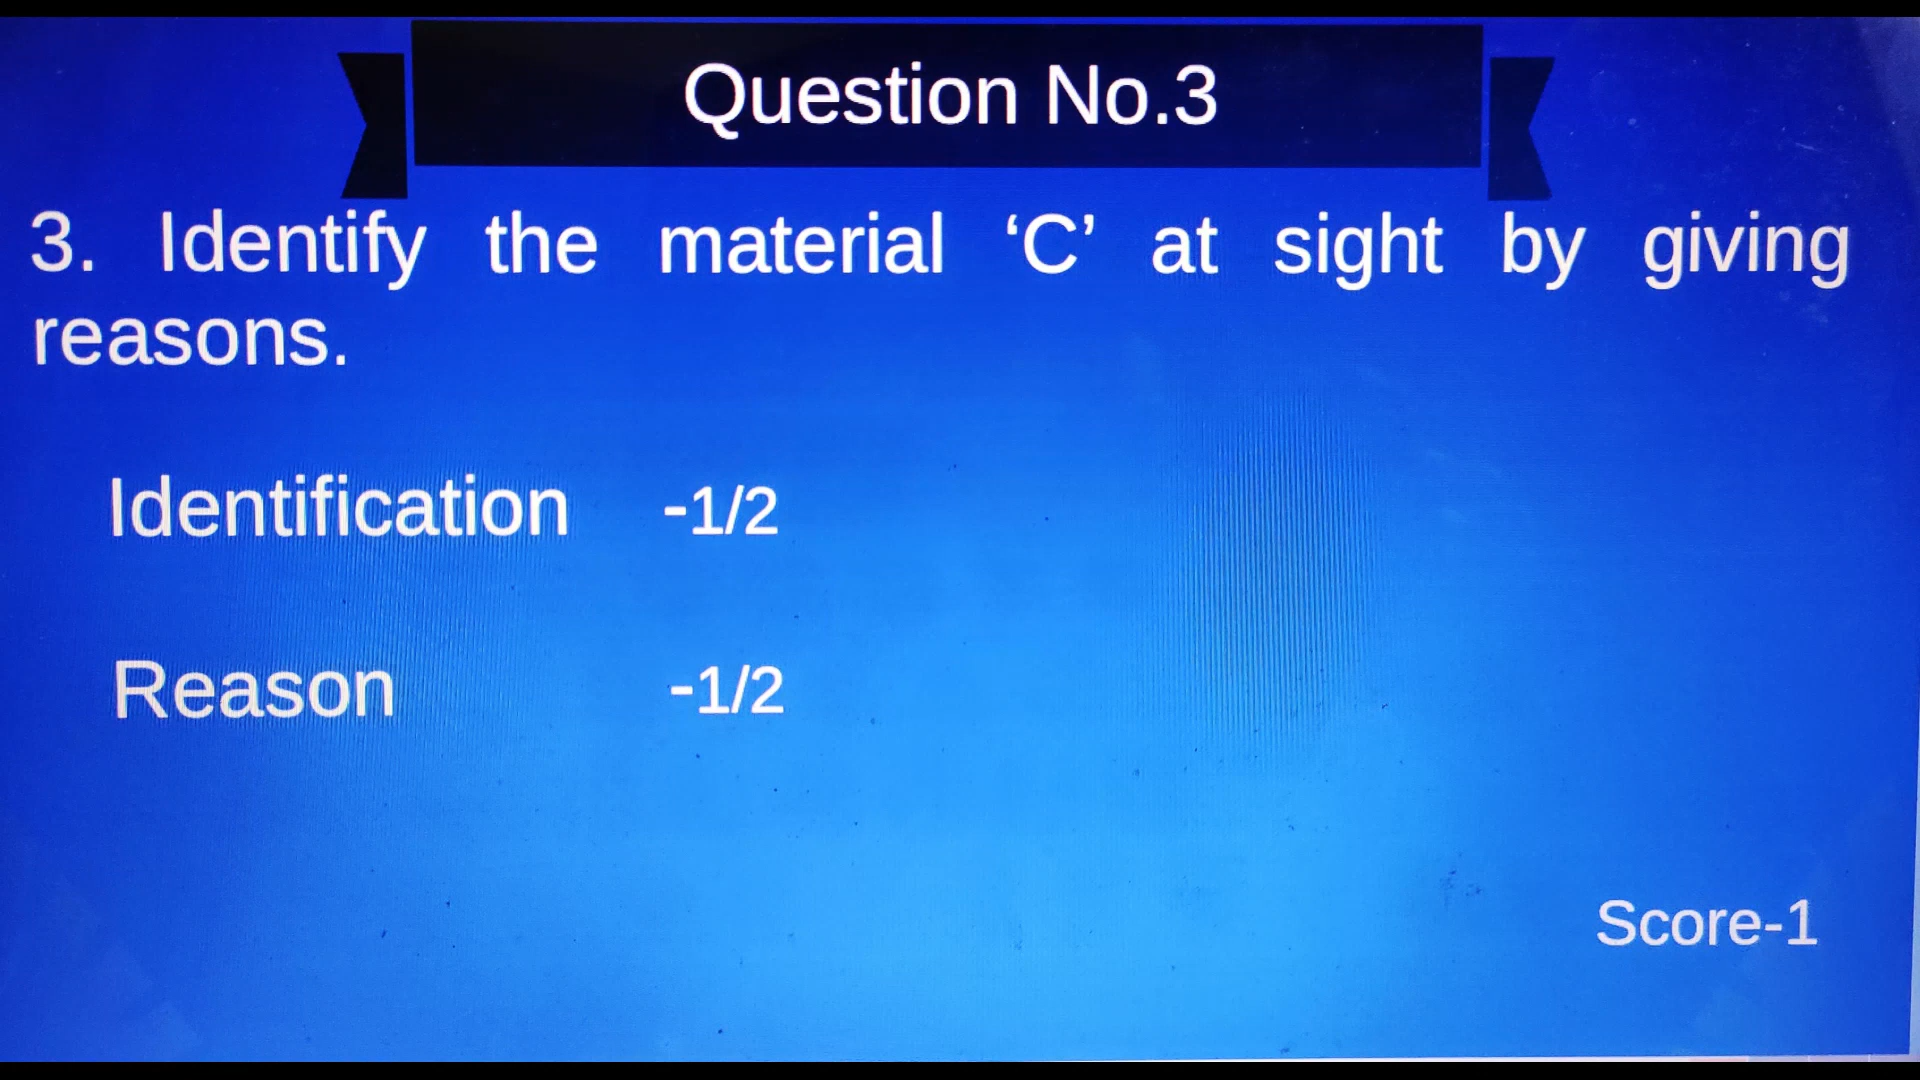 Question No.3
3. Identify the material ‘C’ at sight by giving
reasons.
Identification -1/2
Reason -1/2
Score-1